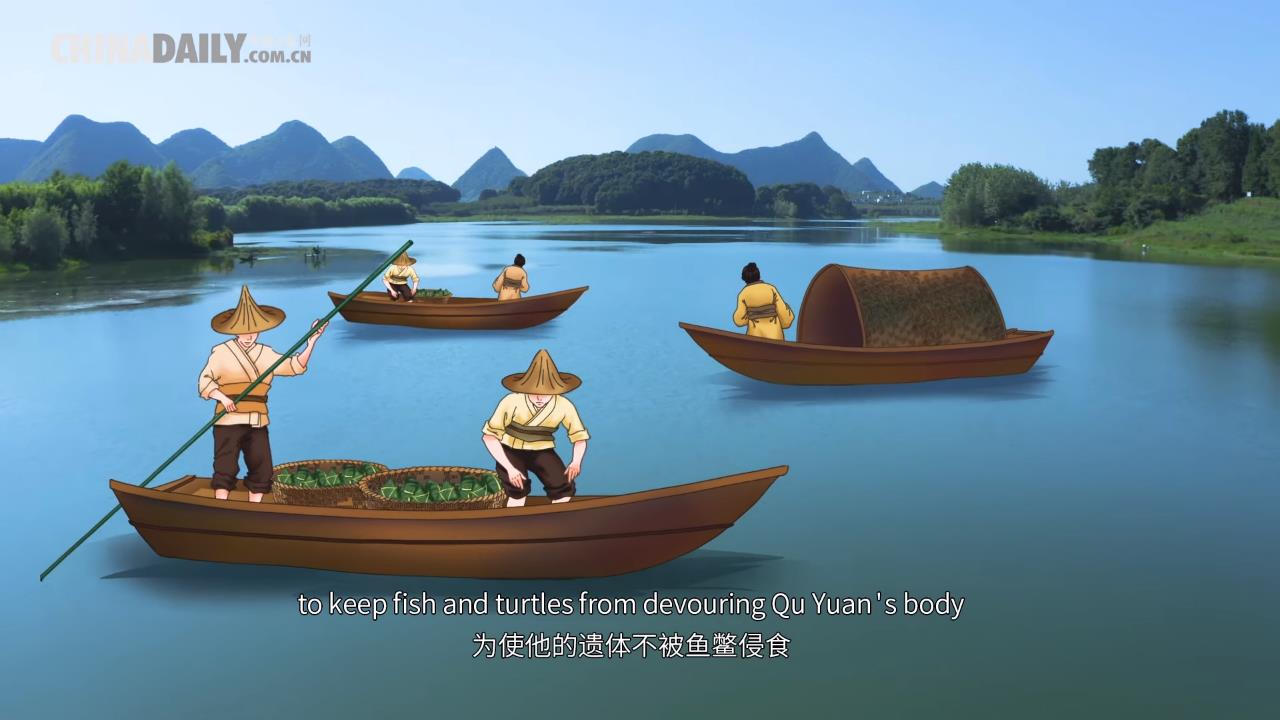 CHINADAILY.COM.CN
to keep fish and turtles from devouring Qu Yuan's body
为使他的遗体不被鱼鳖侵食